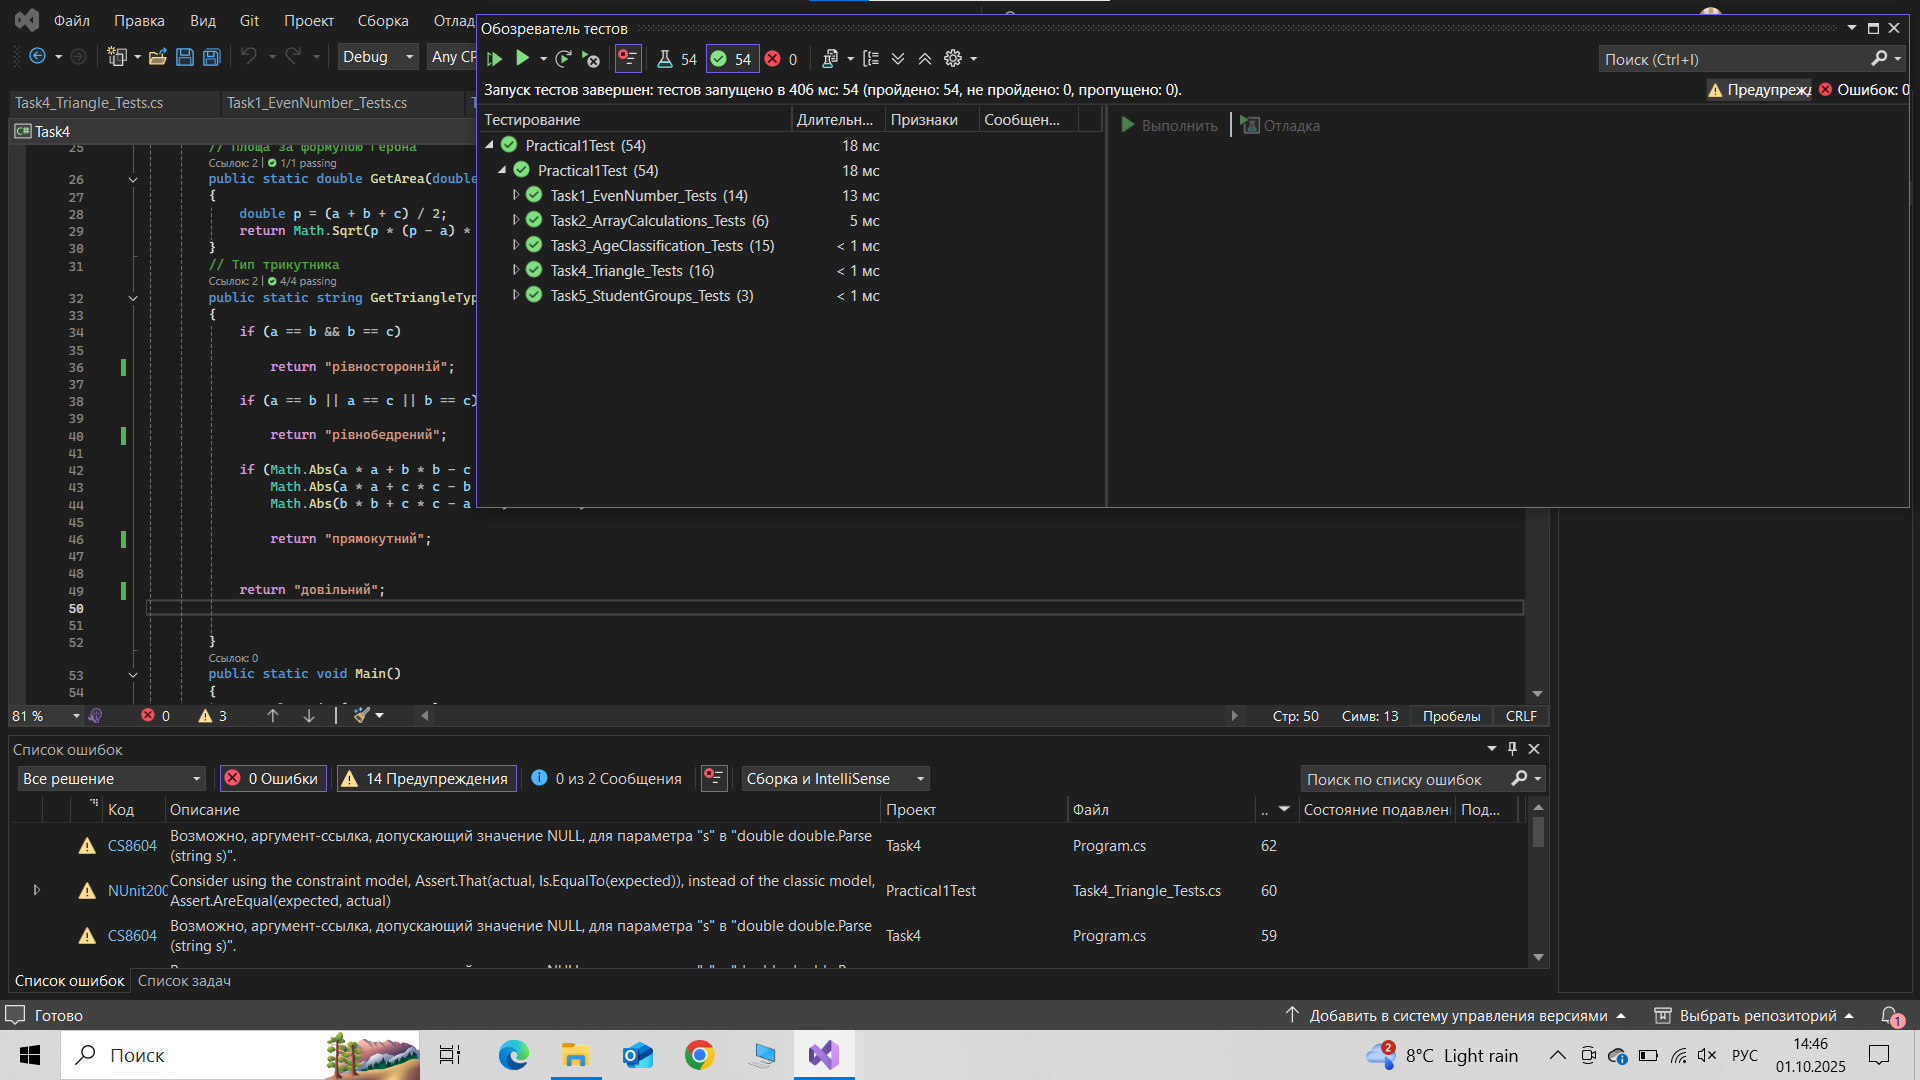 Файл Правка Вид Git Проект Сборка
Обозреватель тестов
Debug
54 54 0
Поиск (Ctrl+I)
Запуск тестов завершен: тестов запущено в 406 мс: 54 (пройдено: 54, не пройдено: 0, пропущено: 0).
Ошибок: 0
Task4_Triangle_Tests.cs Task1_EvenNumber_Tests.cs
Task4
Тестирование Длительн... Признаки Сообщен...
Выполнить Отладка
Practical1Test (54) 18 мс
Practical1Test (54) 18 мс
Task1_EvenNumber_Tests (14) 13 мс
Task2_ArrayCalculations_Tests (6) 5 мс
Task3_AgeClassification_Tests (15) < 1 мс
Task4_Triangle_Tests (16) < 1 мс
Task5_StudentGroups_Tests (3) < 1 мс
25 // Площа за формулою Герона
Ссылок: 2 | 1/1 passing
26 public static double GetArea(double
27 {
28 double p = (a + b + c) / 2;
29 return Math.Sqrt(p * (p - a) *
30 }
31 // Тип трикутника
Ссылок: 2 | 4/4 passing
32 public static string GetTriangleTyp
33 {
34 if (a == b && b == c)
35
36 return "рівносторонній";
37
38 if (a == b || a == c || b == c)
39
40 return "рівнобедрений";
41
42 if (Math.Abs(a * a + b * b - c
43 Math.Abs(a * a + c * c - b
44 Math.Abs(b * b + c * c - a
45
46 return "прямокутний";
47
48
49 return "довільний";
50
51
52 }
Ссылок: 0
53 public static void Main()
54 {
81 % 0 3 Стр: 50 Симв: 13 Пробелы CRLF
Список ошибок
Все решение 0 Ошибки 14 Предупреждения 0 из 2 Сообщения Сборка и IntelliSense Поиск по списку ошибок
Код Описание Проект Файл .. Под...
CS8604 Возможно, аргумент-ссылка, допускающий значение NULL, для параметра "s" в "double double.Parse Task4 Program.cs 62
(string s)".
Consider using the constraint model, Assert.That(actual, Is.EqualTo(expected)), instead of the classic model, Practical1Test Task4_Triangle_Tests.cs 60
NUnit200
Assert.AreEqual(expected, actual)
CS8604 Возможно, аргумент-ссылка, допускающий значение NULL, для параметра "s" в "double double.Parse Task4 Program.cs 59
(string s)".
Список ошибок Список задач
Готово Добавить в систему управления версиями Выбрать репозиторий 1
Поиск 2 8°C Light rain РУС 14:46
01.10.2025